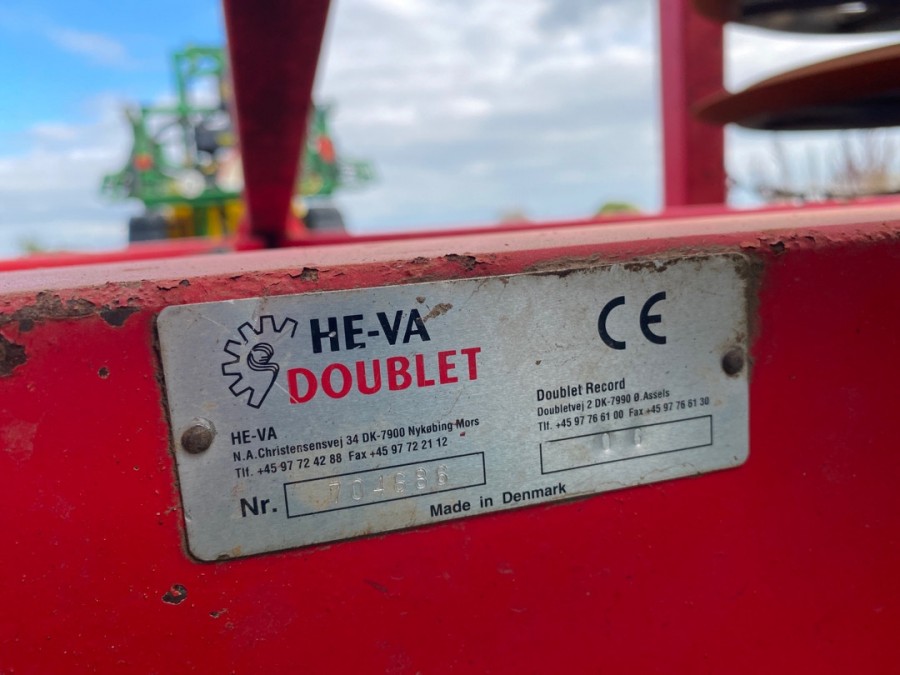 HE-VA
DOUBLET
CE
HE-VA
N.A.Christensensvej 34 DK-7900 Nykøbing Mors
Tlf. +45 97 72 42 88 Fax +45 97 72 21 12
Nr.
Made in Denmark
Doublet Record
Doubletvej 2 DK-7990 Ø.Assels
Tlf. +45 97 76 61 00 Fax +45 97 76 61 30